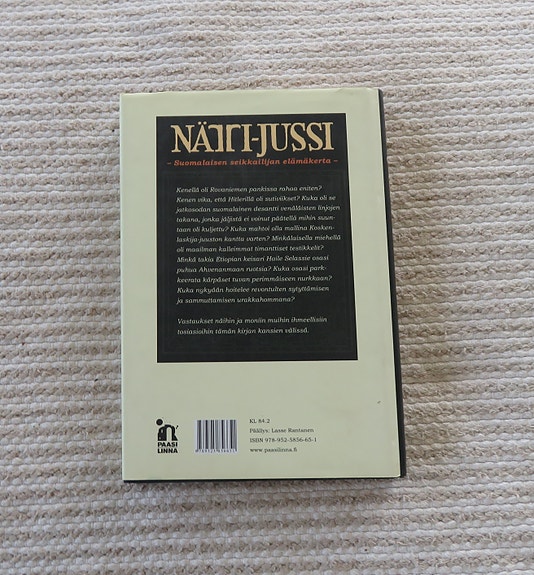 NÄTTI-JUSSI
– Suomalaisen seikkailijan elämäkerta –
Kenellä oli Rovaniemen pankissa rahaa eniten?
Kenen vika, että Hitlerillä oli sutiviikset? Kuka oli se
jatkosodan suomalainen desantti venäläisten linjojen
takana, jonka jäljistä ei voinut päätellä mihin suun-
taan oli kuljettu? Kuka mahtoi olla mallina Kosken-
laskija-juuston kantta varten? Minkälaisella miehellä
oli maailman kalleimmat timanttiset testikkelit?
Minkä takia Etiopian keisari Haile Selassie osasi
puhua Ahvenanmaan ruotsia? Kuka osasi park-
keerata kärpäset tuvan perimmäiseen nurkkaan?
Kuka nykyään hoitelee revontulten sytyttämisen
ja sammuttamisen urakkahommana?
Vastaukset näihin ja moniin muihin ihmeellisiin
tosiasioihin tämän kirjan kansien välissä.
PAASI
LINNA
KL 84.2
Päällys: Lasse Rantanen
ISBN 978-952-5856-65-1
www.paasilinna.fi